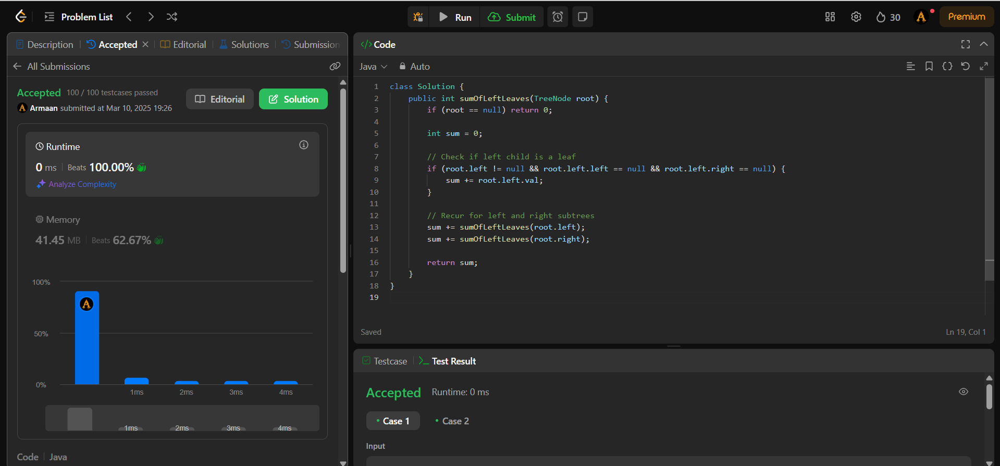 Problem List
Run
Submit
30
Premium
Description
Accepted
Editorial
Solutions
Submission
All Submissions
Accepted 100 / 100 testcases passed
Armaan submitted at Mar 10, 2025 19:26
Editorial
Solution
Runtime
0 ms Beats 100.00%
Analyze Complexity
Memory
41.45 MB Beats 62.67%
100%
50%
0%
1ms 2ms 3ms 4ms
1ms 2ms 3ms 4ms
Code Java
</>Code
Java Auto
1 class Solution {
2 public int sumOfLeftLeaves(TreeNode root) {
3 if (root == null) return 0;
4
5 int sum = 0;
6
7 // Check if left child is a leaf
8 if (root.left != null && root.left.left == null && root.left.right == null) {
9 sum += root.left.val;
10 }
11
12 // Recur for left and right subtrees
13 sum += sumOfLeftLeaves(root.left);
14 sum += sumOfLeftLeaves(root.right);
15
16 return sum;
17 }
18 }
19
Saved
Ln 19, Col 1
Testcase
Test Result
Accepted Runtime: 0 ms
Case 1
Case 2
Input